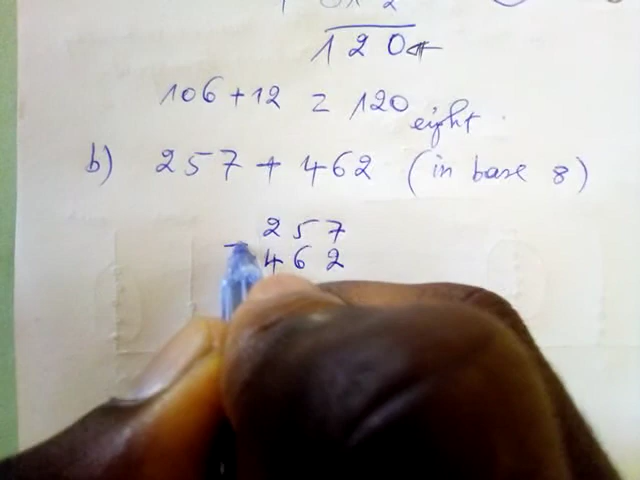 120
106 + 12 = 120 eight.
b) 257 + 462 (in base 8)
257
462